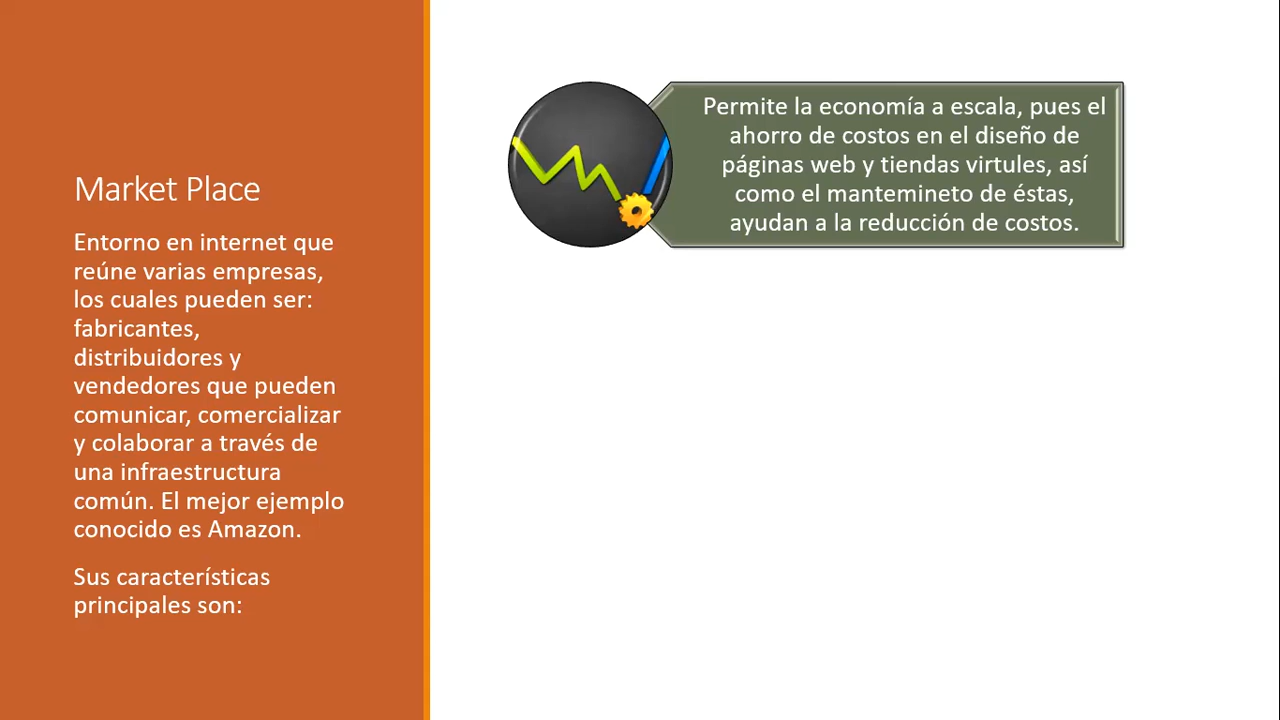 Market Place
Entorno en internet que
reúne varias empresas,
los cuales pueden ser:
fabricantes,
distribuidores y
vendedores que pueden
comunicar, comercializar
y colaborar a través de
una infraestructura
común. El mejor ejemplo
conocido es Amazon.
Sus características
principales son:
Permite la economía a escala, pues el
ahorro de costos en el diseño de
páginas web y tiendas virtules, así
como el mantemineto de éstas,
ayudan a la reducción de costos.